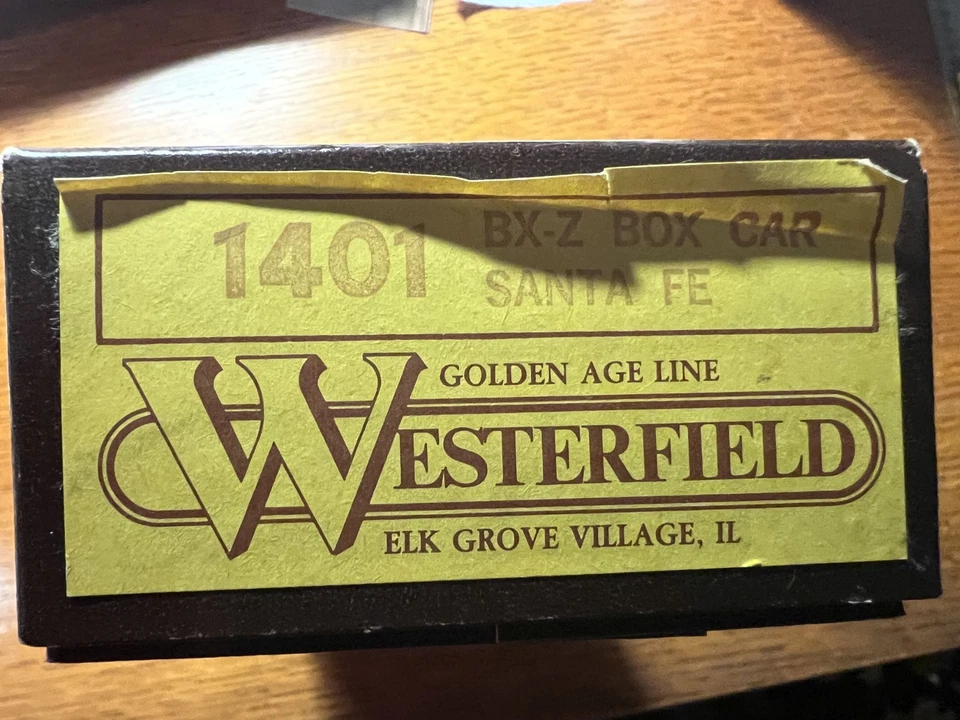 1401 BX-Z BOX CAR
SANTA FE
GOLDEN AGE LINE
WESTERFIELD
ELK GROVE VILLAGE, IL